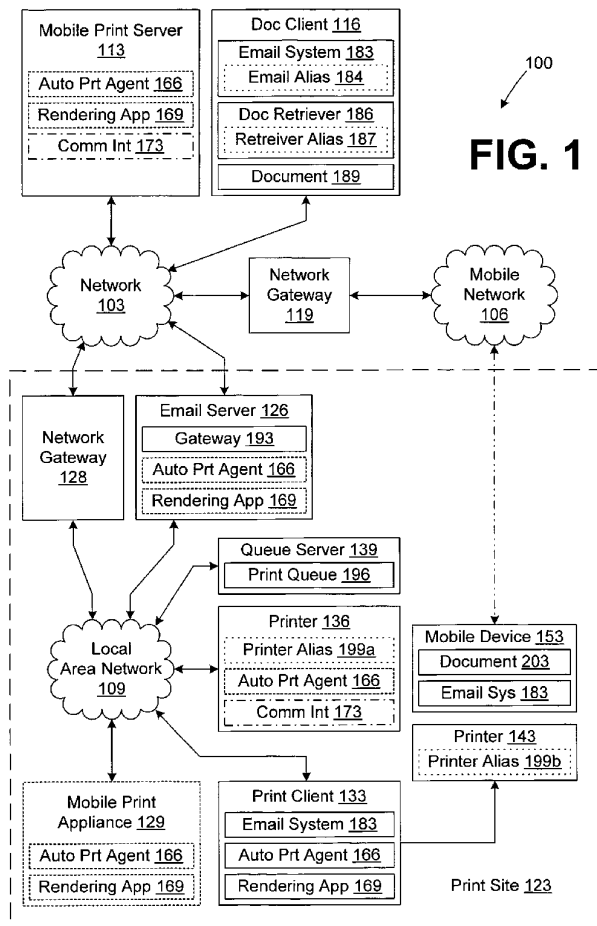 Mobile Print Server
113
Auto Prt Agent 166
Rendering App 169
Comm Int 173
Doc Client 116
Email System 183
Email Alias 184
Doc Retriever 186
Retreiver Alias 187
Document 189
100
FIG. 1
Network
103
Network
Gateway
119
Mobile
Network
106
Network
Gateway
128
Email Server 126
Gateway 193
Auto Prt Agent 166
Rendering App 169
Queue Server 139
Print Queue 196
Local
Area Network
109
Printer 136
Printer Alias 199a
Auto Prt Agent 166
Comm Int 173
Mobile Device 153
Document 203
Email Sys 183
Printer 143
Printer Alias 199b
Mobile Print
Appliance 129
Auto Prt Agent 166
Rendering App 169
Print Client 133
Email System 183
Auto Prt Agent 166
Rendering App 169
Print Site 123